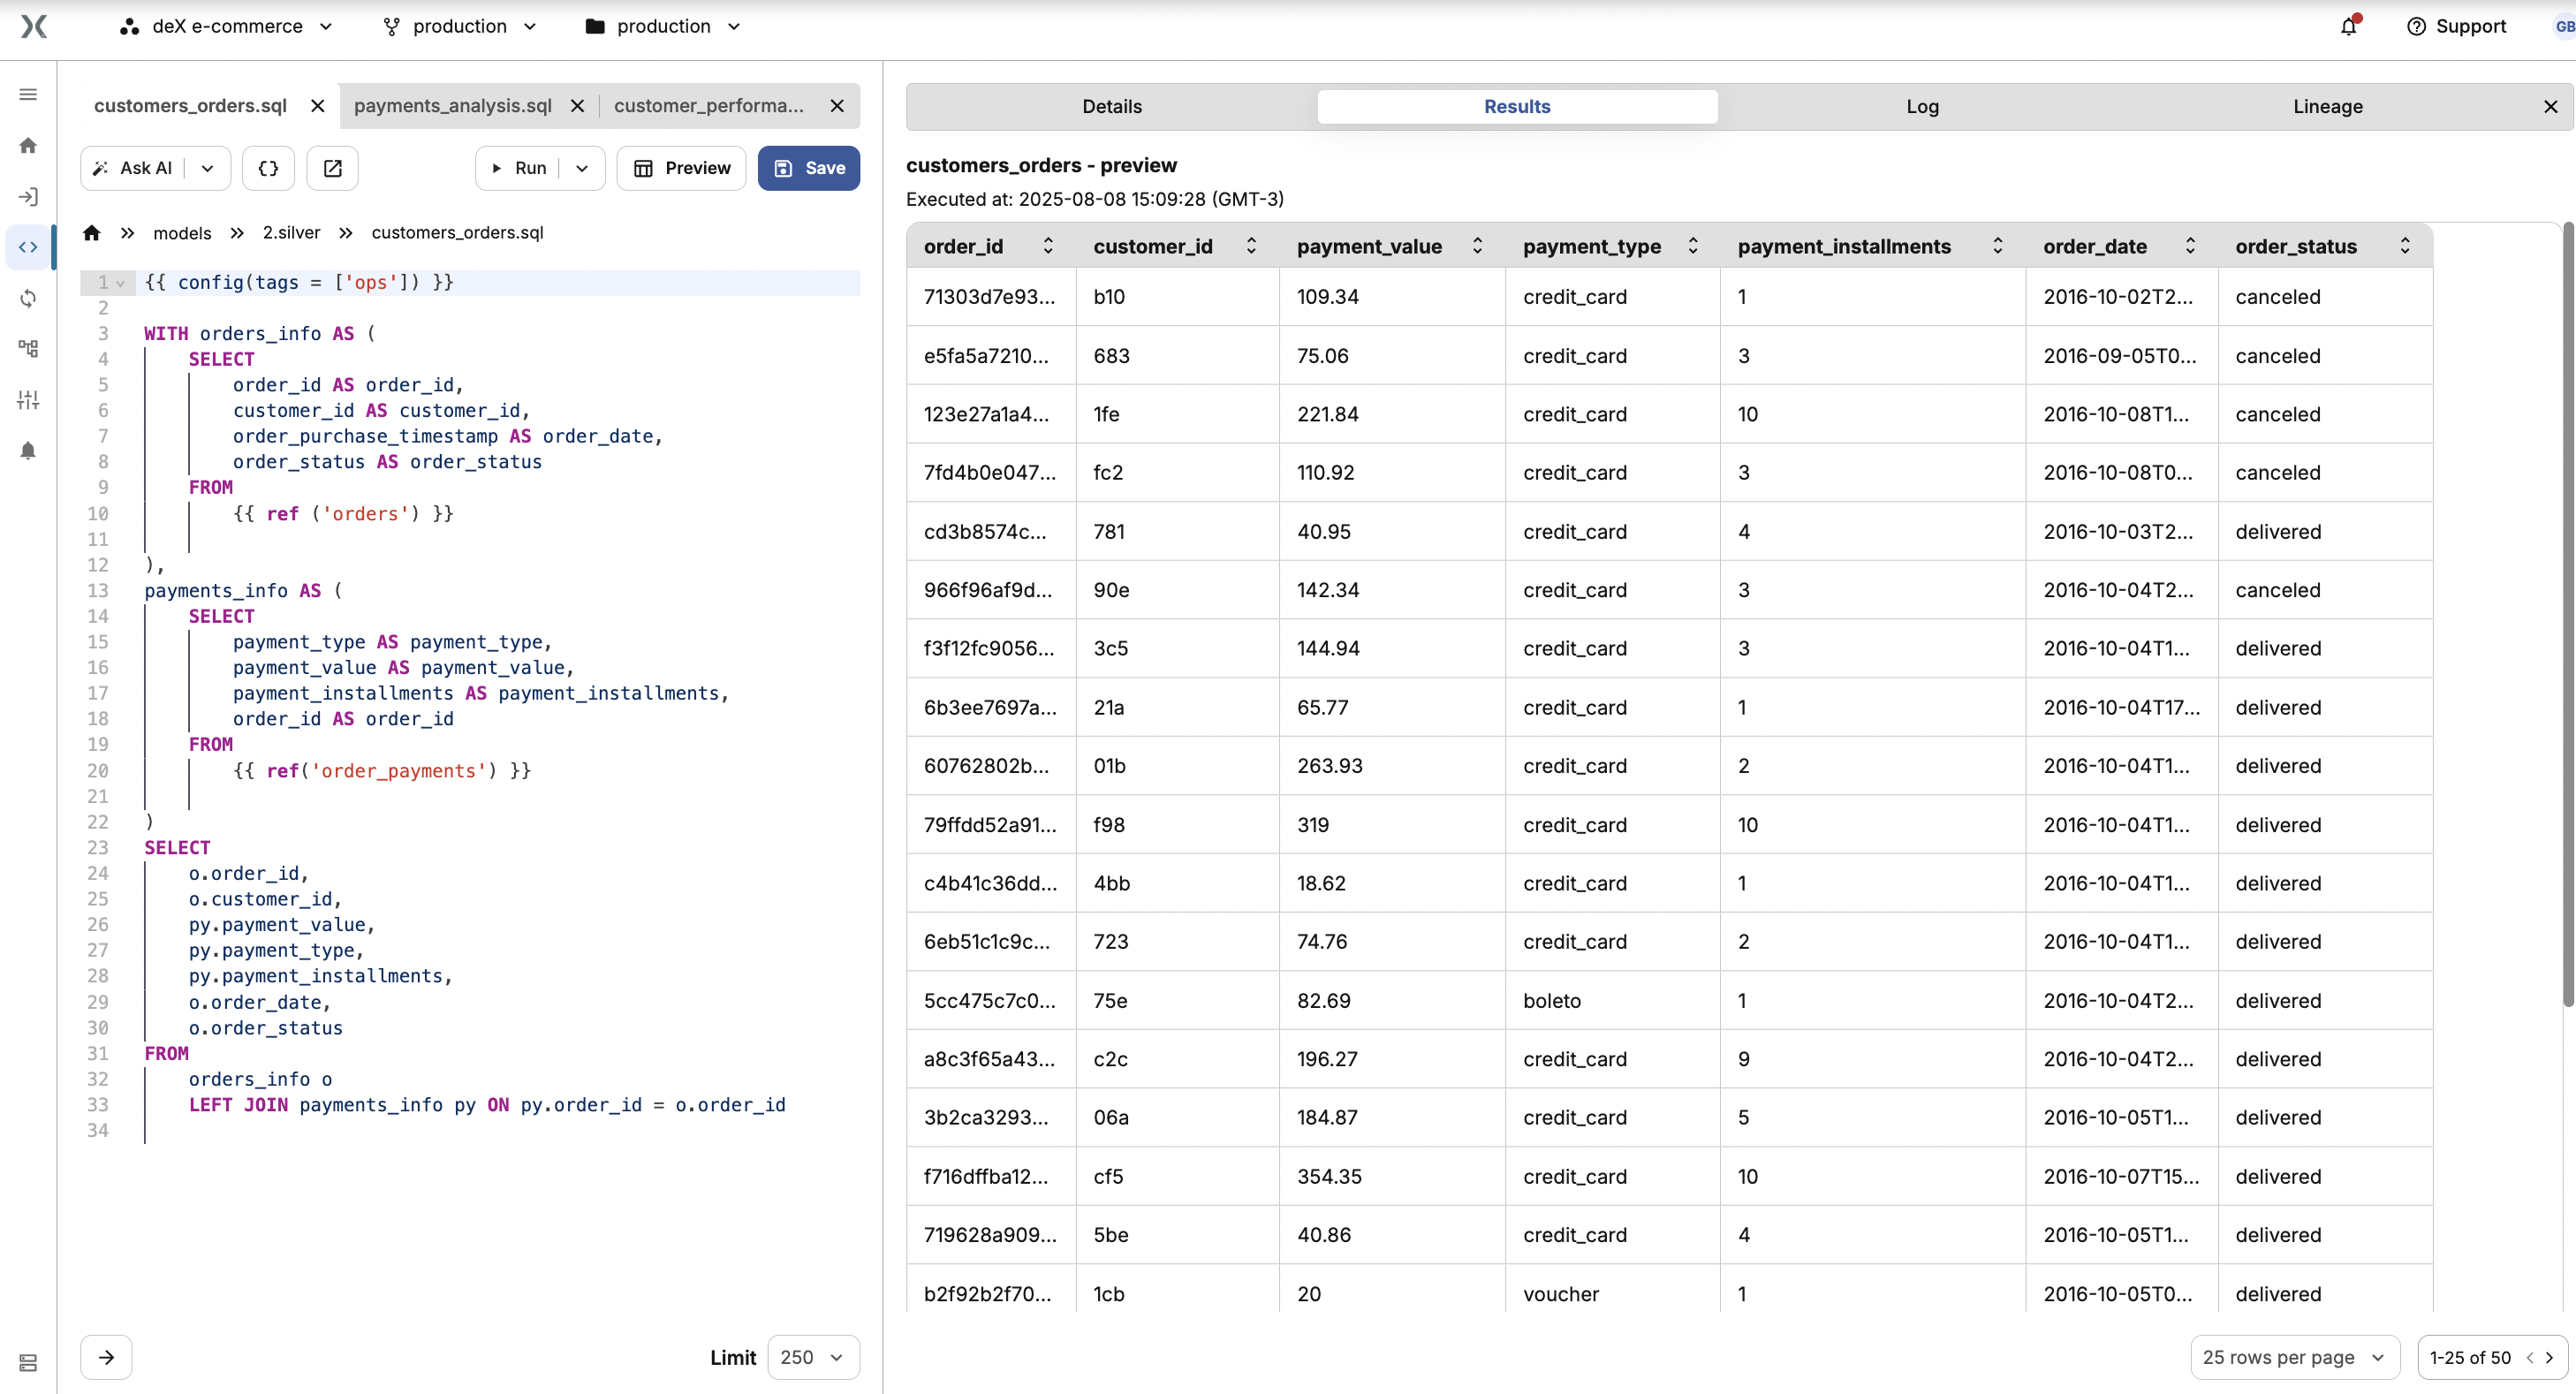 deX e-commerce production production Support GB
customers_orders.sql payments_analysis.sql customer_performa...
Ask AI {} Run Preview Save
models 2.silver customers_orders.sql
1 {{ config(tags = ['ops']) }}
2
3 WITH orders_info AS (
4 SELECT
5 order_id AS order_id,
6 customer_id AS customer_id,
7 order_purchase_timestamp AS order_date,
8 order_status AS order_status
9 FROM
10 {{ ref ('orders') }}
11
12 ),
13 payments_info AS (
14 SELECT
15 payment_type AS payment_type,
16 payment_value AS payment_value,
17 payment_installments AS payment_installments,
18 order_id AS order_id
19 FROM
20 {{ ref('order_payments') }}
21
22 )
23 SELECT
24 o.order_id,
25 o.customer_id,
26 py.payment_value,
27 py.payment_type,
28 py.payment_installments,
29 o.order_date,
30 o.order_status
31 FROM
32 orders_info o
33 LEFT JOIN payments_info py ON py.order_id = o.order_id
34
Limit 250
Details Results Log Lineage
customers_orders - preview
Executed at: 2025-08-08 15:09:28 (GMT-3)
order_id customer_id payment_value payment_type payment_installments order_date order_status
71303d7e93... b10 109.34 credit_card 1 2016-10-02T2... canceled
e5fa5a7210... 683 75.06 credit_card 3 2016-09-05T0... canceled
123e27a1a4... 1fe 221.84 credit_card 10 2016-10-08T1... canceled
7fd4b0e047... fc2 110.92 credit_card 3 2016-10-08T0... canceled
cd3b8574c... 781 40.95 credit_card 4 2016-10-03T2... delivered
966f96af9d... 90e 142.34 credit_card 3 2016-10-04T2... canceled
f3f12fc9056... 3c5 144.94 credit_card 3 2016-10-04T1... delivered
6b3ee7697a... 21a 65.77 credit_card 1 2016-10-04T17... delivered
60762802b... 01b 263.93 credit_card 2 2016-10-04T1... delivered
79ffdd52a91... f98 319 credit_card 10 2016-10-04T1... delivered
c4b41c36dd... 4bb 18.62 credit_card 1 2016-10-04T1... delivered
6eb51c1c9c... 723 74.76 credit_card 2 2016-10-04T1... delivered
5cc475c7c0... 75e 82.69 boleto 1 2016-10-04T2... delivered
a8c3f65a43... c2c 196.27 credit_card 9 2016-10-04T2... delivered
3b2ca3293... 06a 184.87 credit_card 5 2016-10-05T1... delivered
f716dffba12... cf5 354.35 credit_card 10 2016-10-07T15... delivered
719628a909... 5be 40.86 credit_card 4 2016-10-05T1... delivered
b2f92b2f70... 1cb 20 voucher 1 2016-10-05T0... delivered
25 rows per page 1-25 of 50